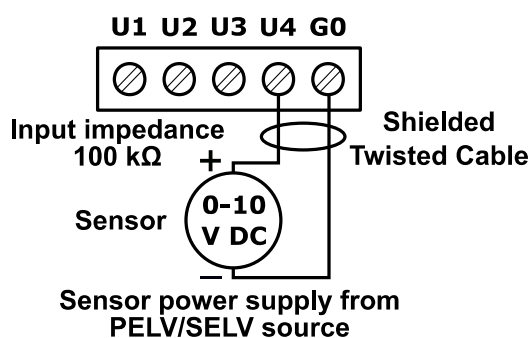 U1 U2 U3 U4 G0
Input impedance
100 kΩ
Shielded
Twisted Cable
+
Sensor
0-10
V DC
–
Sensor power supply from
PELV/SELV source